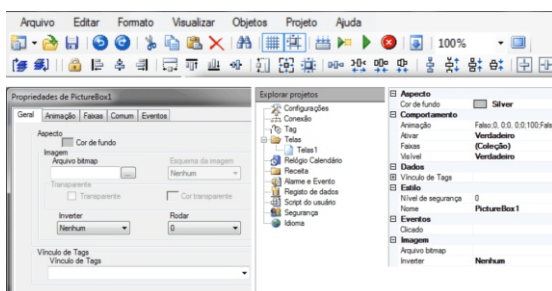 Arquivo Editar Formato Visualizar Objetos Projeto Ajuda
100%
Propriedades de PictureBox1
Geral Animação Faixas Comum Eventos
Aspecto
Cor de fundo
Imagem
Arquivo bitmap
Esquema da imagem
...
Nenhum
Transparente
Transparente
Cor transparente
Inverter
Rodar
Nenhum
0
Vínculo de Tags
Vínculo de Tags
Explorar projetos
Configurações
Conexão
Tag
Telas
Telas1
Relógio Calendário
Receita
Alarme e Evento
Registo de dados
Script do usuário
Segurança
Idioma
Aspecto
Cor de fundo Silver
Comportamento
Animação Falso;0, 0;0, 0;0;100;Fals
Ativar Verdadeiro
Faixas (Coleção)
Visível Verdadeiro
Dados
Vínculo de Tags
Estilo
Nível de segurança 0
Nome PictureBox1
Eventos
Clicado
Imagem
Arquivo bitmap
Inverter Nenhum